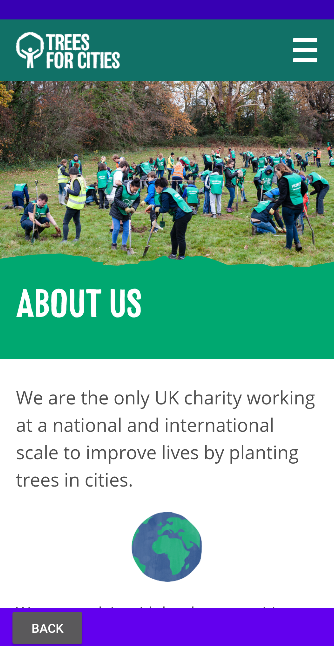 TREES
FOR CITIES
ABOUT US
We are the only UK charity working
at a national and international
scale to improve lives by planting
trees in cities.
BACK